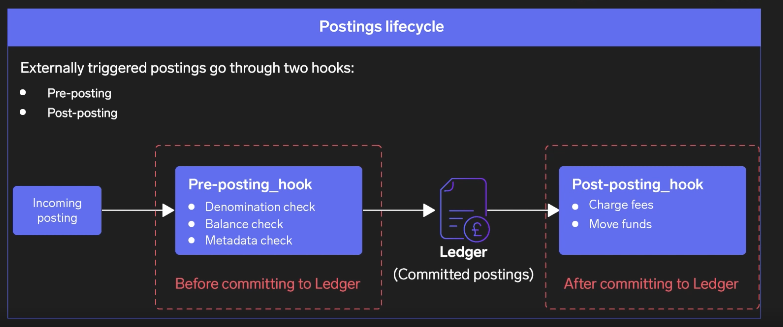 Postings lifecycle
Externally triggered postings go through two hooks:
Pre-posting
Post-posting
Incoming
posting
Pre-posting_hook
Denomination check
Balance check
Metadata check
Before committing to Ledger
£
Ledger
(Committed postings)
Post-posting_hook
Charge fees
Move funds
After committing to Ledger